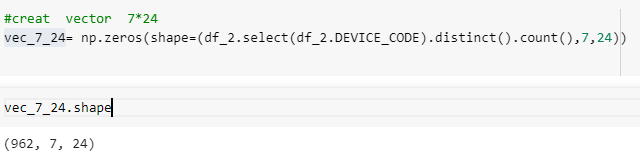 #creat vector 7*24
vec_7_24= np.zeros(shape=(df_2.select(df_2.DEVICE_CODE).distinct().count(),7,24))
vec_7_24.shape
(962, 7, 24)